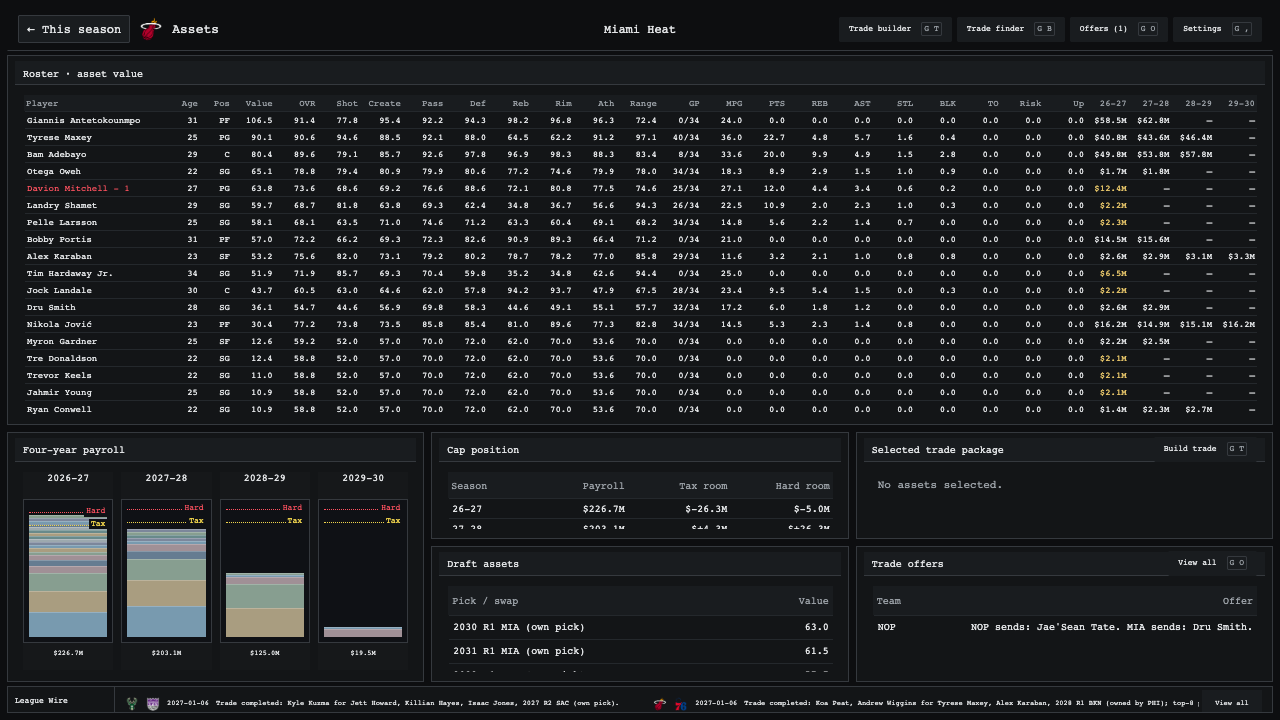 ← This season
Assets
Miami Heat
Trade builder G T
Trade finder G B
Offers (1) G O
Settings G ,
Roster · asset value
Player Age Pos Value OVR Shot Create Pass Def Reb Rim Ath Range GP MPG PTS REB AST STL BLK TO Risk Up 26-27 27-28 28-29 29-30
Giannis Antetokounmpo 31 PF 106.5 91.4 77.8 95.4 92.2 94.3 98.2 96.8 96.3 72.4 0/34 24.0 0.0 0.0 0.0 0.0 0.0 0.0 0.0 0.0 $58.5M $62.8M — —
Tyrese Maxey 25 PG 90.1 90.6 94.6 88.5 92.1 88.0 64.5 62.2 91.2 97.1 40/34 36.0 22.7 4.8 5.7 1.6 0.4 0.0 0.0 0.0 $40.8M $43.6M $46.4M —
Bam Adebayo 29 C 80.4 89.6 79.1 85.7 92.6 97.8 96.9 98.3 88.3 83.4 8/34 33.6 20.0 9.9 4.9 1.5 2.8 0.0 0.0 0.0 $49.8M $53.8M $57.8M —
Otega Oweh 22 SG 65.1 78.8 79.4 80.9 79.9 80.6 77.2 74.6 79.9 78.0 34/34 18.3 8.9 2.9 1.5 1.0 0.9 0.0 0.0 0.0 $1.7M $1.8M — —
Davion Mitchell - 1 27 PG 63.8 73.6 68.6 69.2 76.6 88.6 72.1 80.8 77.5 74.6 25/34 27.1 12.0 4.4 3.4 0.6 0.2 0.0 0.0 0.0 $12.4M — — —
Landry Shamet 29 SG 59.7 68.7 81.8 63.8 69.3 62.4 34.8 36.7 56.6 94.3 26/34 22.5 10.9 2.0 2.3 1.0 0.3 0.0 0.0 0.0 $2.2M — — —
Pelle Larsson 25 SG 58.1 68.1 63.5 71.0 74.6 71.2 63.3 60.4 69.1 68.2 34/34 14.8 5.6 2.2 1.4 0.7 0.0 0.0 0.0 0.0 $2.3M — — —
Bobby Portis 31 PF 57.0 72.2 66.2 69.3 72.3 82.6 90.9 89.3 66.4 71.2 0/34 21.0 0.0 0.0 0.0 0.0 0.0 0.0 0.0 0.0 $14.5M $15.6M — —
Alex Karaban 23 SF 53.2 75.6 82.0 73.1 79.2 80.2 78.7 78.2 77.0 85.8 29/34 11.6 3.2 2.1 1.0 0.8 0.8 0.0 0.0 0.0 $2.6M $2.9M $3.1M $3.3M
Tim Hardaway Jr. 34 SG 51.9 71.9 85.7 69.3 70.4 59.8 35.2 34.8 62.6 94.4 0/34 25.0 0.0 0.0 0.0 0.0 0.0 0.0 0.0 0.0 $6.5M — — —
Jock Landale 30 C 43.7 60.5 63.0 64.6 62.0 57.8 94.2 93.7 47.9 67.5 28/34 23.4 9.5 5.4 1.5 0.0 0.3 0.0 0.0 0.0 $2.2M — — —
Dru Smith 28 SG 36.1 54.7 44.6 56.9 69.8 58.3 44.6 49.1 55.1 57.7 32/34 17.2 6.0 1.8 1.2 0.0 0.0 0.0 0.0 0.0 $2.6M $2.9M — —
Nikola Jović 23 PF 30.4 77.2 73.8 73.5 85.8 85.4 81.0 89.6 77.3 82.8 34/34 14.5 5.3 2.3 1.4 0.8 0.0 0.0 0.0 0.0 $16.2M $14.9M $15.1M $16.2M
Myron Gardner 25 SF 12.6 59.2 52.0 57.0 70.0 72.8 62.0 70.0 53.6 70.0 0/34 0.0 0.0 0.0 0.0 0.0 0.0 0.0 0.0 0.0 $2.2M $2.5M — —
Tre Donaldson 22 SG 12.4 58.8 52.0 57.0 70.0 72.8 62.0 70.0 53.6 70.0 0/34 0.0 0.0 0.0 0.0 0.0 0.0 0.0 0.0 0.0 $2.1M — — —
Trevor Keels 22 SG 11.0 58.8 52.0 57.0 70.0 72.8 62.0 70.0 53.6 70.0 0/34 0.0 0.0 0.0 0.0 0.0 0.0 0.0 0.0 0.0 $2.1M — — —
Jahmir Young 25 SG 10.9 58.8 52.0 57.0 70.0 72.8 62.0 70.0 53.6 70.0 0/34 0.0 0.0 0.0 0.0 0.0 0.0 0.0 0.0 0.0 $2.1M — — —
Ryan Conwell 22 SG 10.9 58.8 52.0 57.0 70.0 72.8 62.0 70.0 53.6 70.0 0/34 0.0 0.0 0.0 0.0 0.0 0.0 0.0 0.0 0.0 $1.4M $2.3M $2.7M —
Four-year payroll
2026-27 2027-28 2028-29 2029-30
Hard Hard Hard Hard
Tax Tax Tax Tax
$226.7M $203.1M $125.0M $19.5M
Cap position
Season Payroll Tax room Hard room
26-27 $226.7M $-26.3M $-5.0M
27-28 $203.1M $+4.3M $+26.3M
Draft assets
Pick / swap Value
2030 R1 MIA (own pick) 63.0
2031 R1 MIA (own pick) 61.5
Selected trade package
Build trade G T
No assets selected.
Trade offers
View all G O
Team Offer
NOP NOP sends: Jae'Sean Tate. MIA sends: Dru Smith.
League Wire
2027-01-06 Trade completed: Kyle Kuzma for Jett Howard, Killian Hayes, Isaac Jones, 2027 R2 SAC (own pick).
2027-01-06 Trade completed: Koa Peat, Andrew Wiggins for Tyrese Maxey, Alex Karaban, 2028 R1 BKN (owned by PHI); top-8
View all